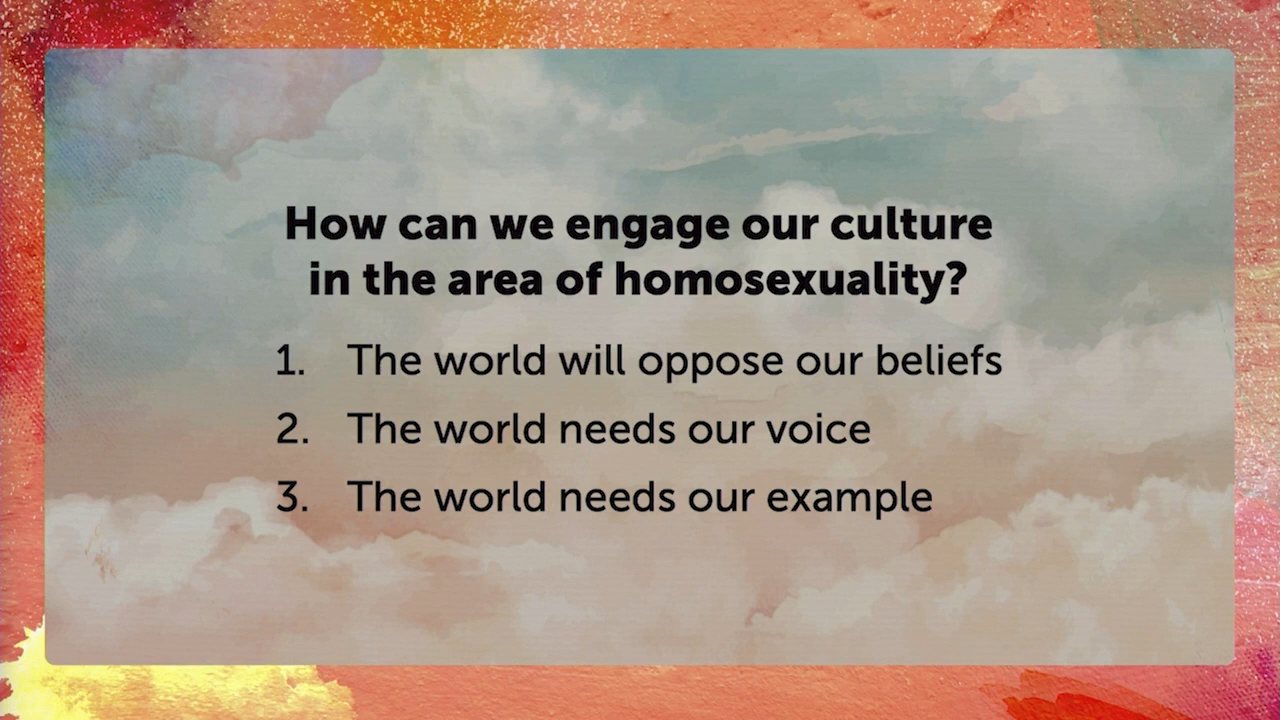 How can we engage our culture
in the area of homosexuality?
1. The world will oppose our beliefs
2. The world needs our voice
3. The world needs our example